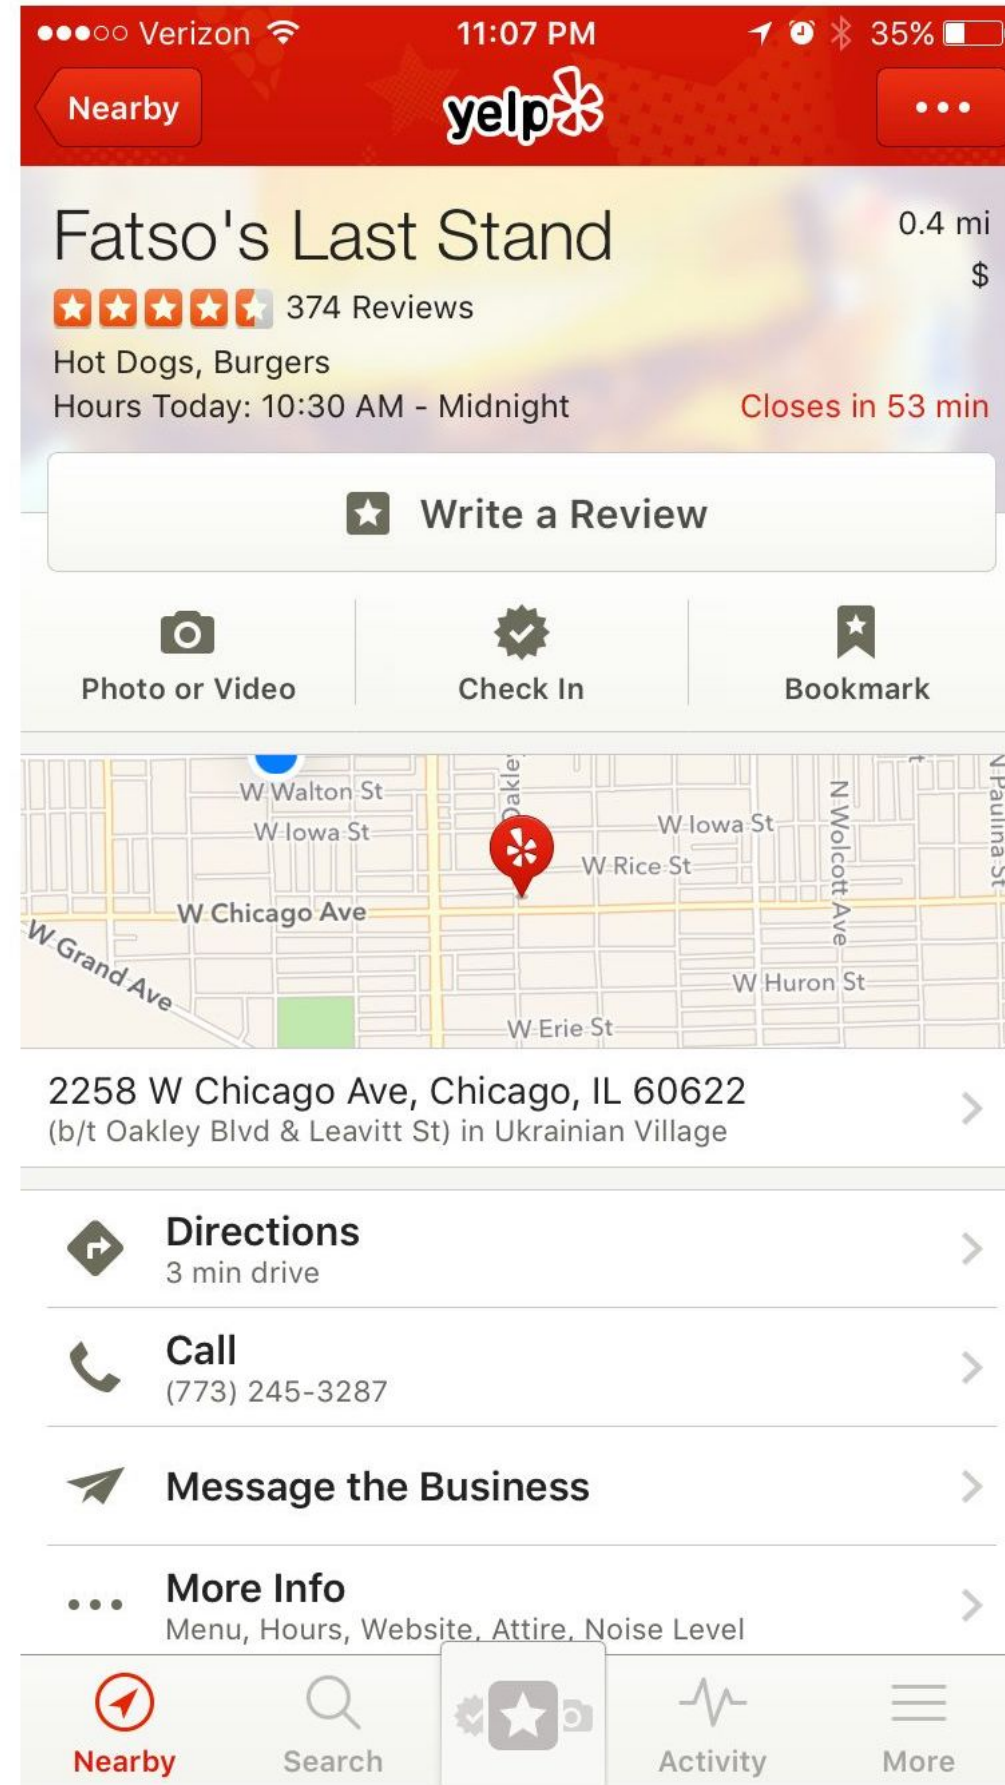 Verizon 11:07 PM 35%
Nearby yelp
Fatso's Last Stand 0.4 mi
$
374 Reviews
Hot Dogs, Burgers
Hours Today: 10:30 AM - Midnight Closes in 53 min
Write a Review
Photo or Video Check In Bookmark
W Walton St
Oakley
W Iowa St
W Iowa St
N Wolcott Ave
N Paulina St
W Rice St
W Chicago Ave
W Grand Ave
W Huron St
W Erie St
2258 W Chicago Ave, Chicago, IL 60622
(b/t Oakley Blvd & Leavitt St) in Ukrainian Village
Directions
3 min drive
Call
(773) 245-3287
Message the Business
More Info
Menu, Hours, Website, Attire, Noise Level
Nearby Search Activity More